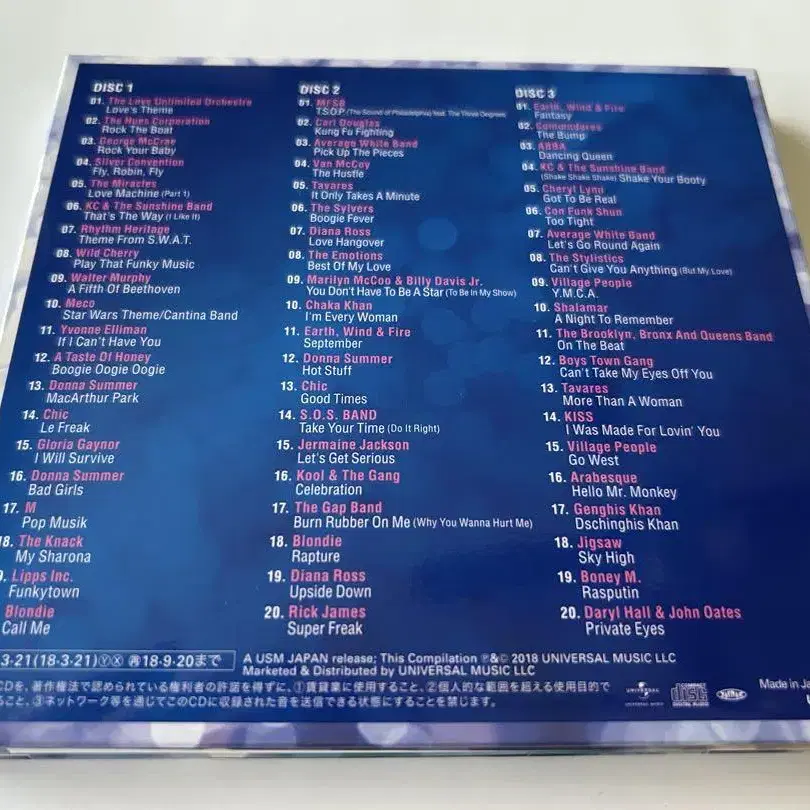 DISC 1
01. The Love Unlimited Orchestra
Love's Theme
02. The Hues Corporation
Rock The Boat
03. George McCrae
Rock Your Baby
04. Silver Convention
Fly, Robin, Fly
05. The Miracles
Love Machine (Part 1)
06. KC & The Sunshine Band
That's The Way (I Like It)
07. Rhythm Heritage
Theme From S.W.A.T.
08. Wild Cherry
Play That Funky Music
09. Walter Murphy
A Fifth Of Beethoven
10. Meco
Star Wars Theme/Cantina Band
11. Yvonne Elliman
If I Can't Have You
12. A Taste Of Honey
Boogie Oogie Oogie
13. Donna Summer
MacArthur Park
14. Chic
Le Freak
15. Gloria Gaynor
I Will Survive
16. Donna Summer
Bad Girls
17. M
Pop Musik
18. The Knack
My Sharona
9. Lipps Inc.
Funkytown
Blondie
Call Me
DISC 2
01. MFSB
T.S.O.P. (The Sound of Philadelphia) feat. The Three Degrees
02. Carl Douglas
Kung Fu Fighting
03. Average White Band
Pick Up The Pieces
04. Van McCoy
The Hustle
05. Tavares
It Only Takes A Minute
06. The Sylvers
Boogie Fever
07. Diana Ross
Love Hangover
08. The Emotions
Best Of My Love
09. Marilyn McCoo & Billy Davis Jr.
You Don't Have To Be A Star (To Be In My Show)
10. Chaka Khan
I'm Every Woman
11. Earth, Wind & Fire
September
12. Donna Summer
Hot Stuff
13. Chic
Good Times
14. S.O.S. BAND
Take Your Time (Do It Right)
15. Jermaine Jackson
Let's Get Serious
16. Kool & The Gang
Celebration
17. The Gap Band
Burn Rubber On Me (Why You Wanna Hurt Me)
18. Blondie
Rapture
19. Diana Ross
Upside Down
20. Rick James
Super Freak
DISC 3
01. Earth, Wind & Fire
Fantasy
02. Commodores
The Bump
03. ABBA
Dancing Queen
04. KC & The Sunshine Band
(Shake Shake Shake) Shake Your Booty
05. Cheryl Lynn
Got To Be Real
06. Con Funk Shun
Too Tight
07. Average White Band
Let's Go Round Again
08. The Stylistics
Can't Give You Anything (But My Love)
09. Village People
Y.M.C.A.
10. Shalamar
A Night To Remember
11. The Brooklyn, Bronx And Queens Band
On The Beat
12. Boys Town Gang
Can't Take My Eyes Off You
13. Tavares
More Than A Woman
14. KISS
I Was Made For Lovin' You
15. Village People
Go West
16. Arabesque
Hello Mr. Monkey
17. Genghis Khan
Dschinghis Khan
18. Jigsaw
Sky High
19. Boney M.
Rasputin
20. Daryl Hall & John Oates
Private Eyes
3-21(18・3・21)ⓎⓍ ㊟18・9・20まで
A USM JAPAN release; This Compilation ℗&© 2018 UNIVERSAL MUSIC LLC
Marketed & Distributed by UNIVERSAL MUSIC LLC
CDを、著作権法で認められている権利者の許諾を得ずに、①賃貸業に使用すること、②個人的な範囲を超える使用目的で
こと、③ネットワーク等を通じてこのCDに収録された音を送信できる状態にすることを禁じます。
UNIVERSAL
UNIVERSAL MUSIC
COMPACT
disc
DIGITAL AUDIO
Made in Ja